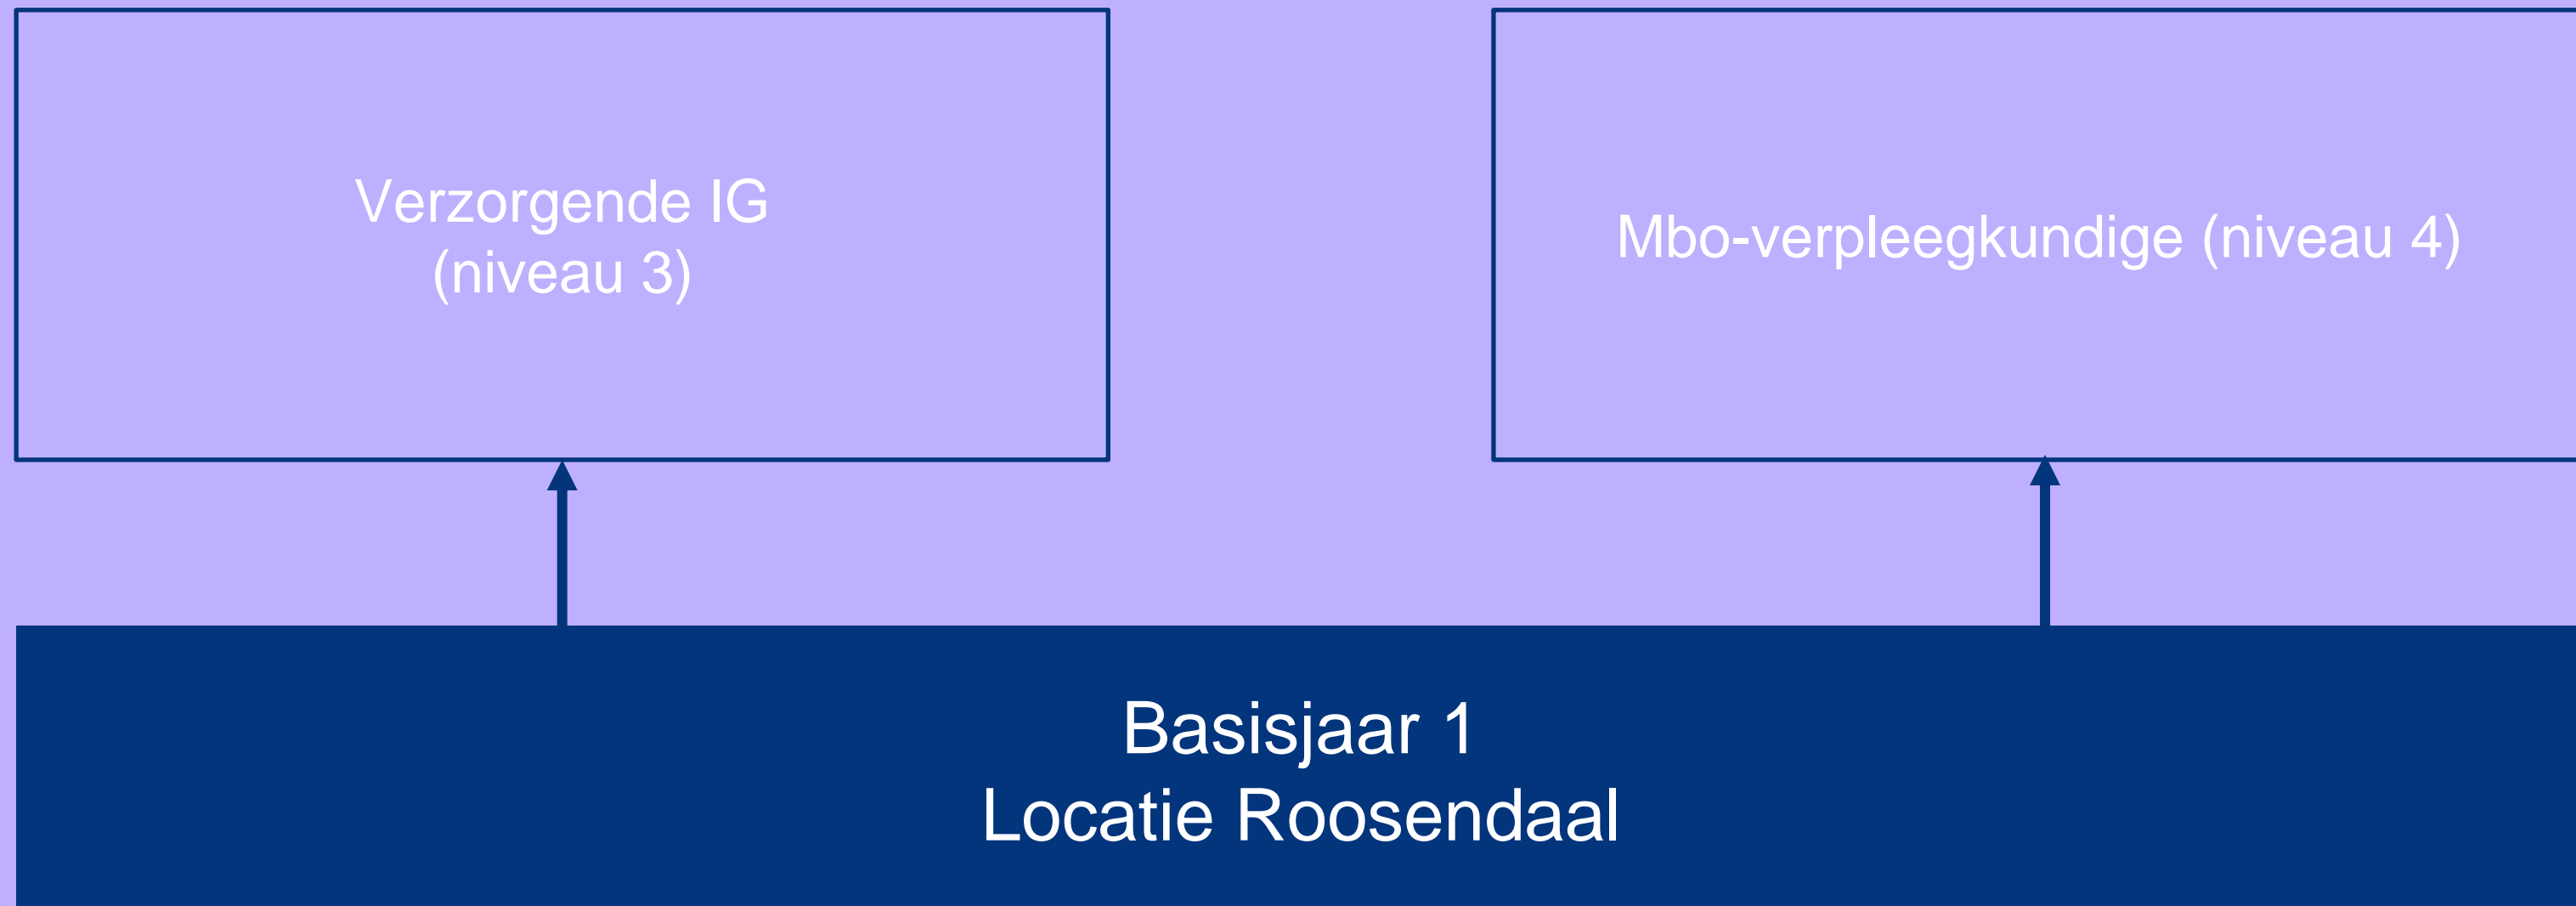 Verzorgende IG
(niveau 3)
Mbo-verpleegkundige (niveau 4)
Basisjaar 1
Locatie Roosendaal